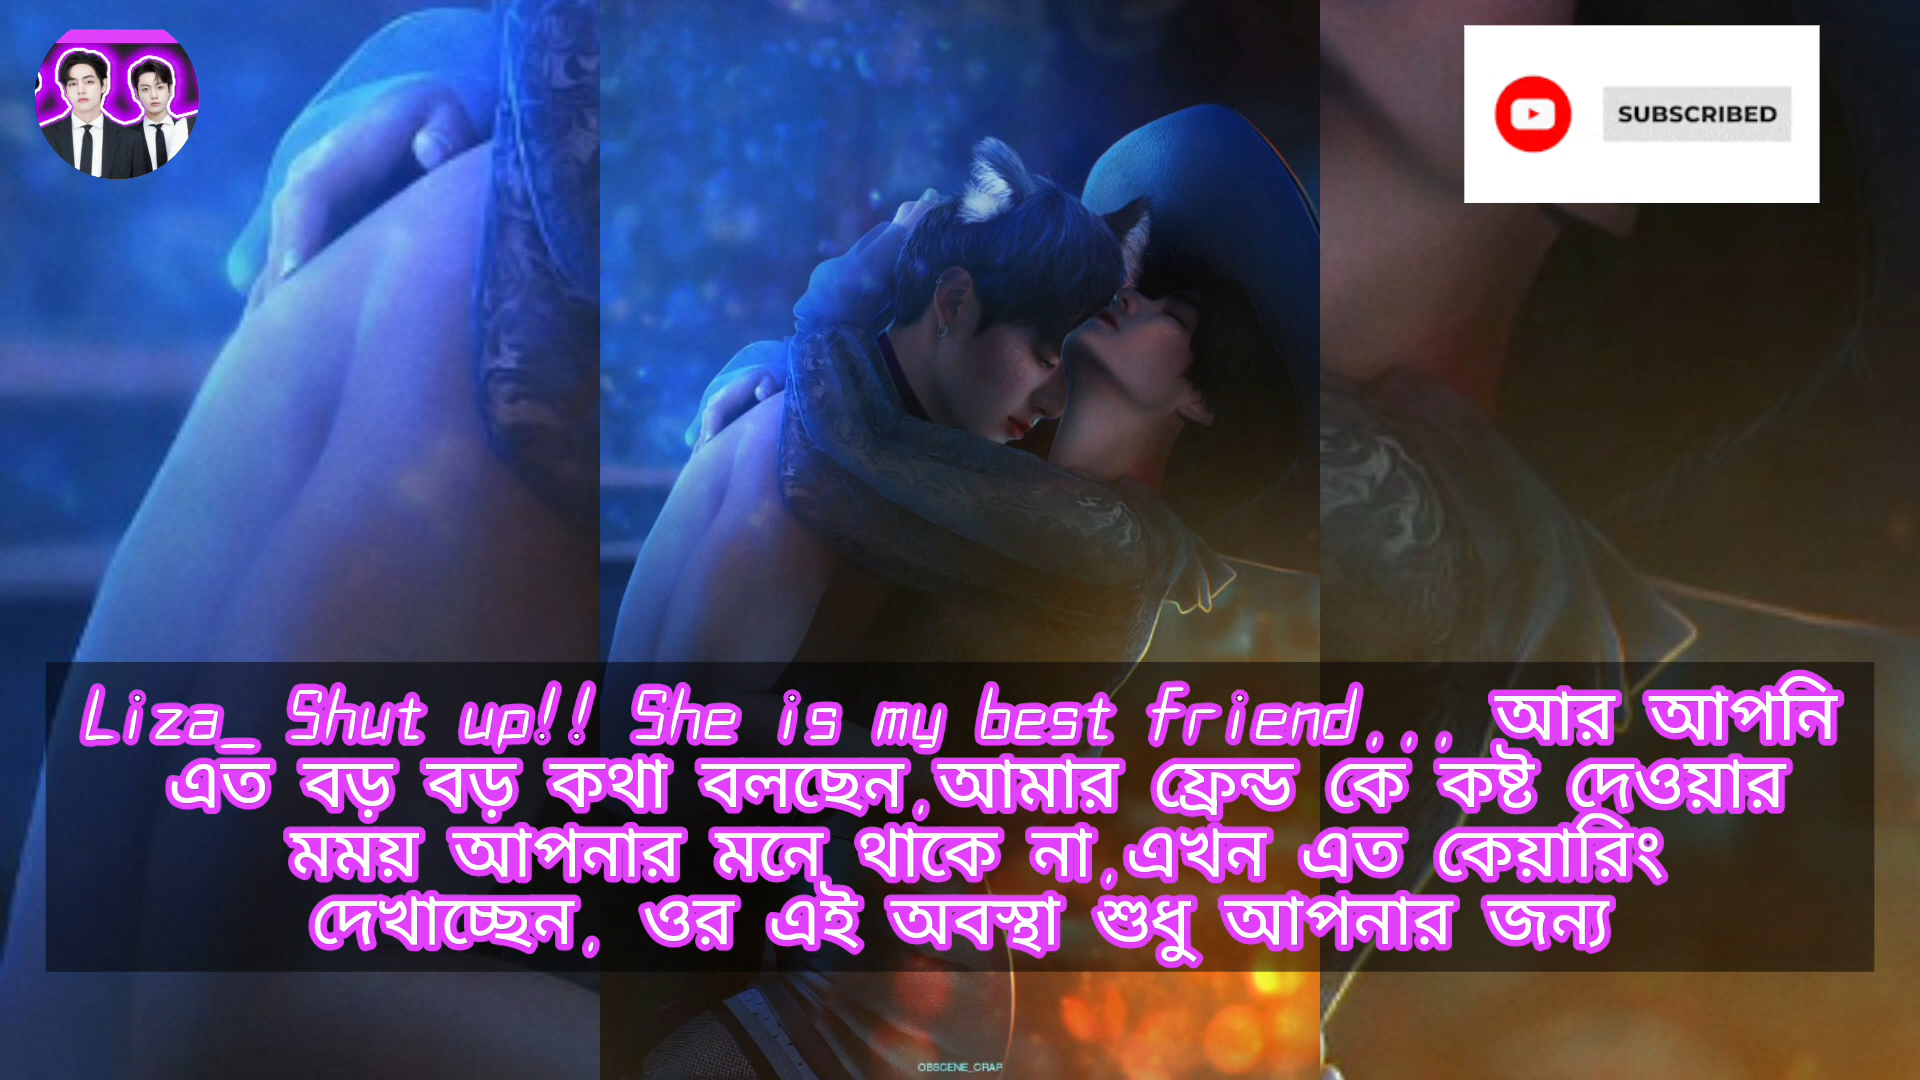 SUBSCRIBED
Liza_ Shut up!! She is my best friend... আর আপনি
এত বড় বড় কথা বলছেন,আমার ফ্রেন্ড কে কষ্ট দেওয়ার
মময় আপনার মনে থাকে না,এখন এত কেয়ারিং
দেখাচ্ছেন, ওর এই অবস্থা শুধু আপনার জন্য
OBSCENE_CRAP